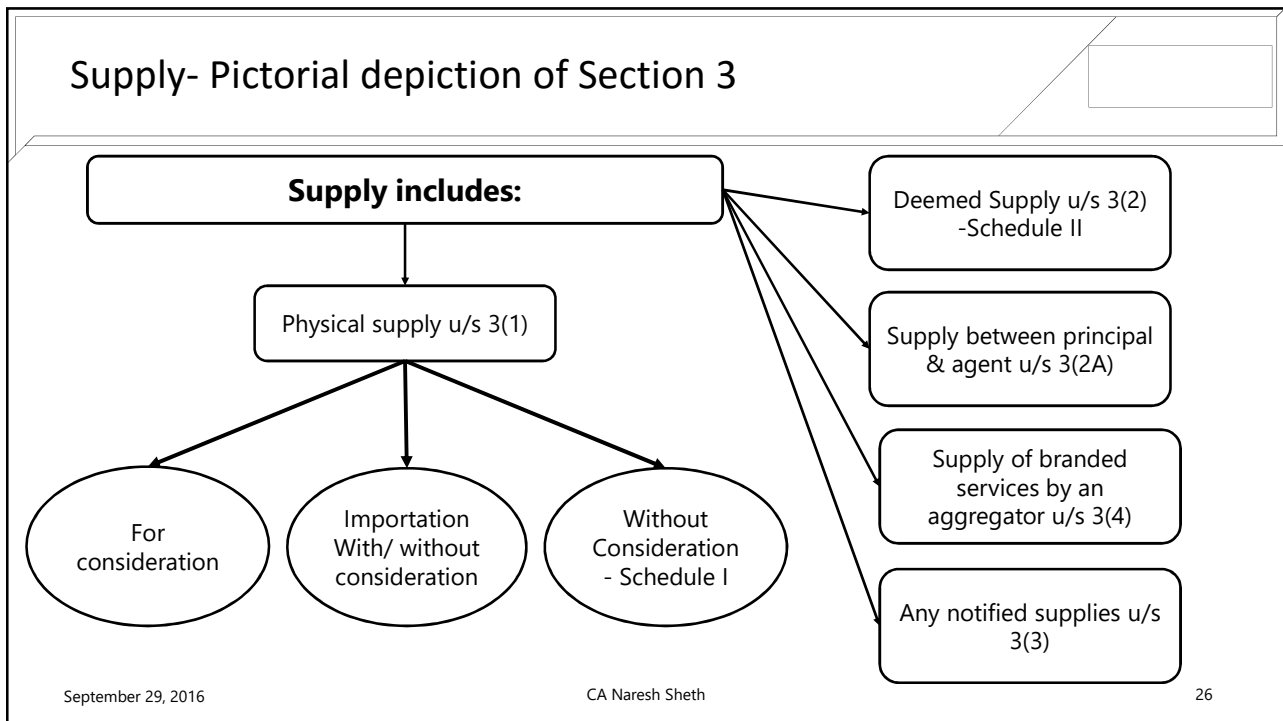 Supply- Pictorial depiction of Section 3
Supply includes:
Physical supply u/s 3(1)
For
consideration
Importation
With/ without
consideration
Without
Consideration
- Schedule I
Deemed Supply u/s 3(2)
-Schedule II
Supply between principal
& agent u/s 3(2A)
Supply of branded
services by an
aggregator u/s 3(4)
Any notified supplies u/s
3(3)
September 29, 2016
CA Naresh Sheth
26